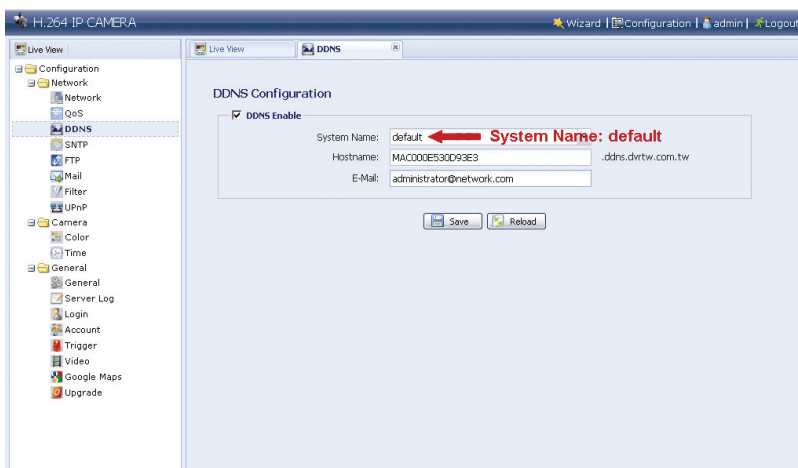 H.264 IP CAMERA
Wizard | Configuration | admin | Logout
Live View
Configuration
Network
Network
QoS
DDNS
SNTP
FTP
Mail
Filter
UPnP
Camera
Color
Time
General
General
Server Log
Login
Account
Trigger
Video
Google Maps
Upgrade
Live View DDNS
DDNS Configuration
DDNS Enable
System Name: default System Name: default
Hostname: MAC000E530D93E3 .ddns.dvrtw.com.tw
E-Mail: administrator@network.com
Save Reload